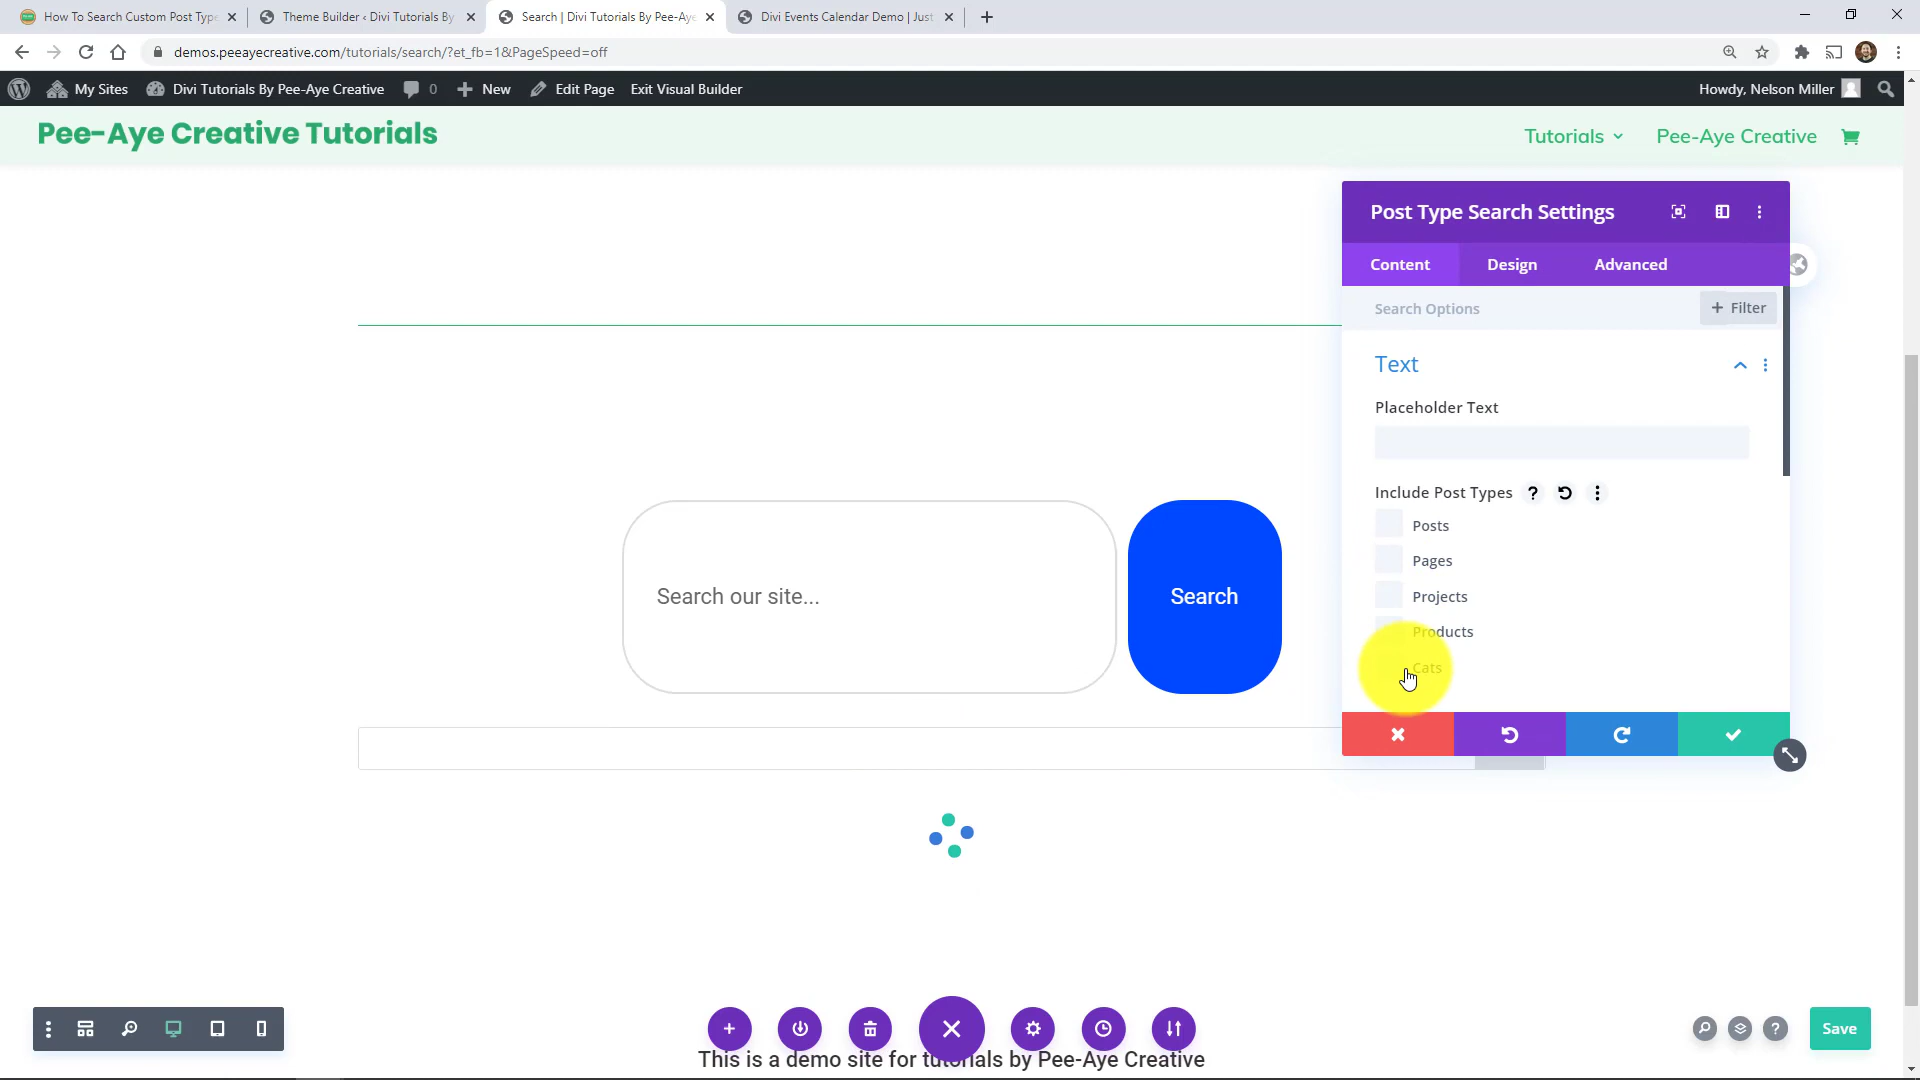 How To Search Custom Post Type
Theme Builder ‹ Divi Tutorials By
Search | Divi Tutorials By Pee-Aye
Divi Events Calendar Demo | Just
demos.peeayecreative.com/tutorials/search/?et_fb=1&PageSpeed=off
My Sites
Divi Tutorials By Pee-Aye Creative
0
New
Edit Page
Exit Visual Builder
Howdy, Nelson Miller
Pee-Aye Creative Tutorials
Tutorials
Pee-Aye Creative
Post Type Search Settings
Content
Design
Advanced
Search Options
+ Filter
Text
Placeholder Text
Include Post Types
Posts
Pages
Projects
Products
Cats
Search our site...
Search
Save
This is a demo site for tutorials by Pee-Aye Creative